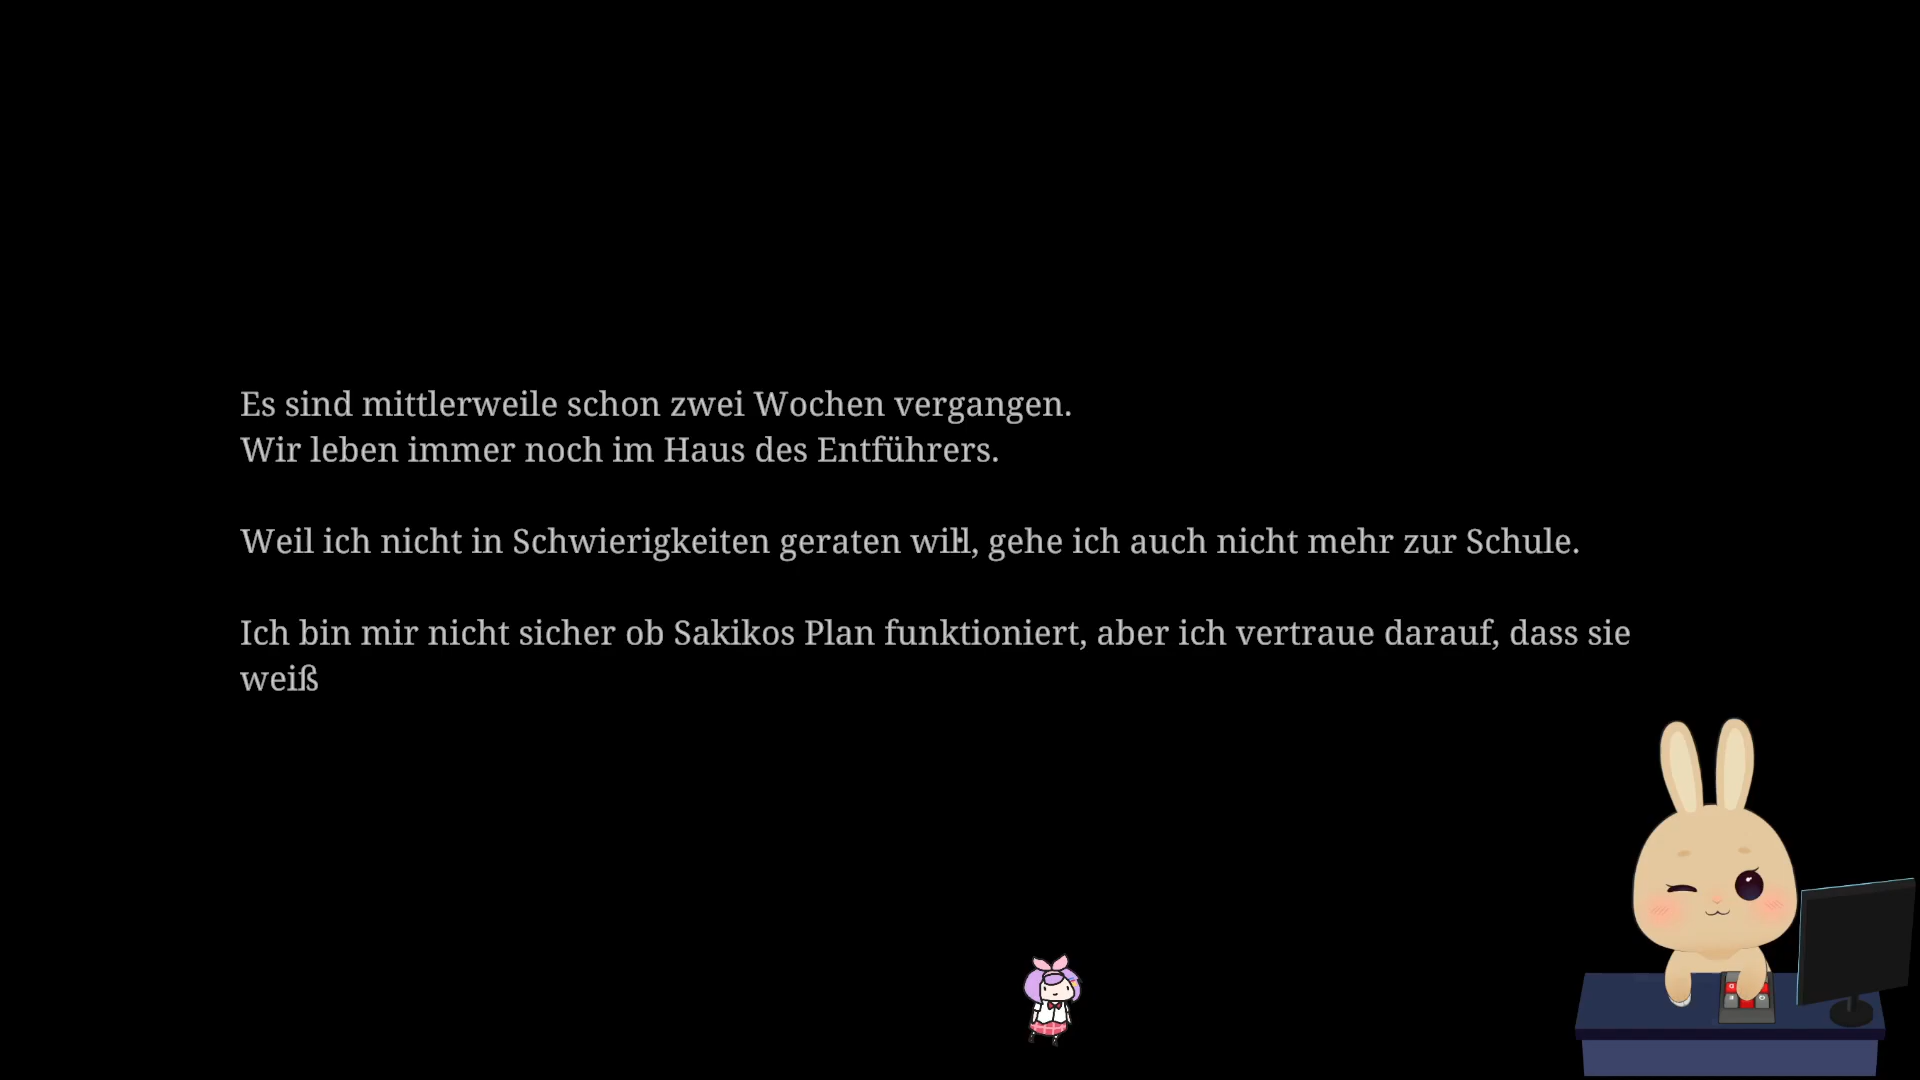 Es sind mittlerweile schon zwei Wochen vergangen.
Wir leben immer noch im Haus des Entführers.
Weil ich nicht in Schwierigkeiten geraten will, gehe ich auch nicht mehr zur Schule.
Ich bin mir nicht sicher ob Sakikos Plan funktioniert, aber ich vertraue darauf, dass sie
weiß